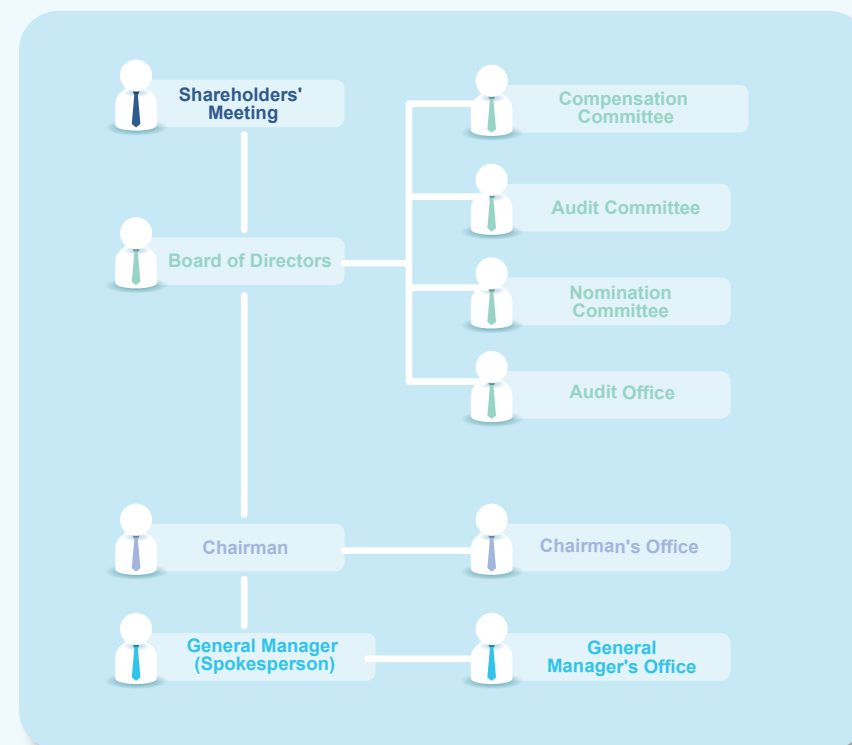 Shareholders'
Meeting
Compensation
Committee
Audit Committee
Board of Directors
Nomination
Committee
Audit Office
Chairman
Chairman's Office
General Manager
(Spokesperson)
General
Manager's Office